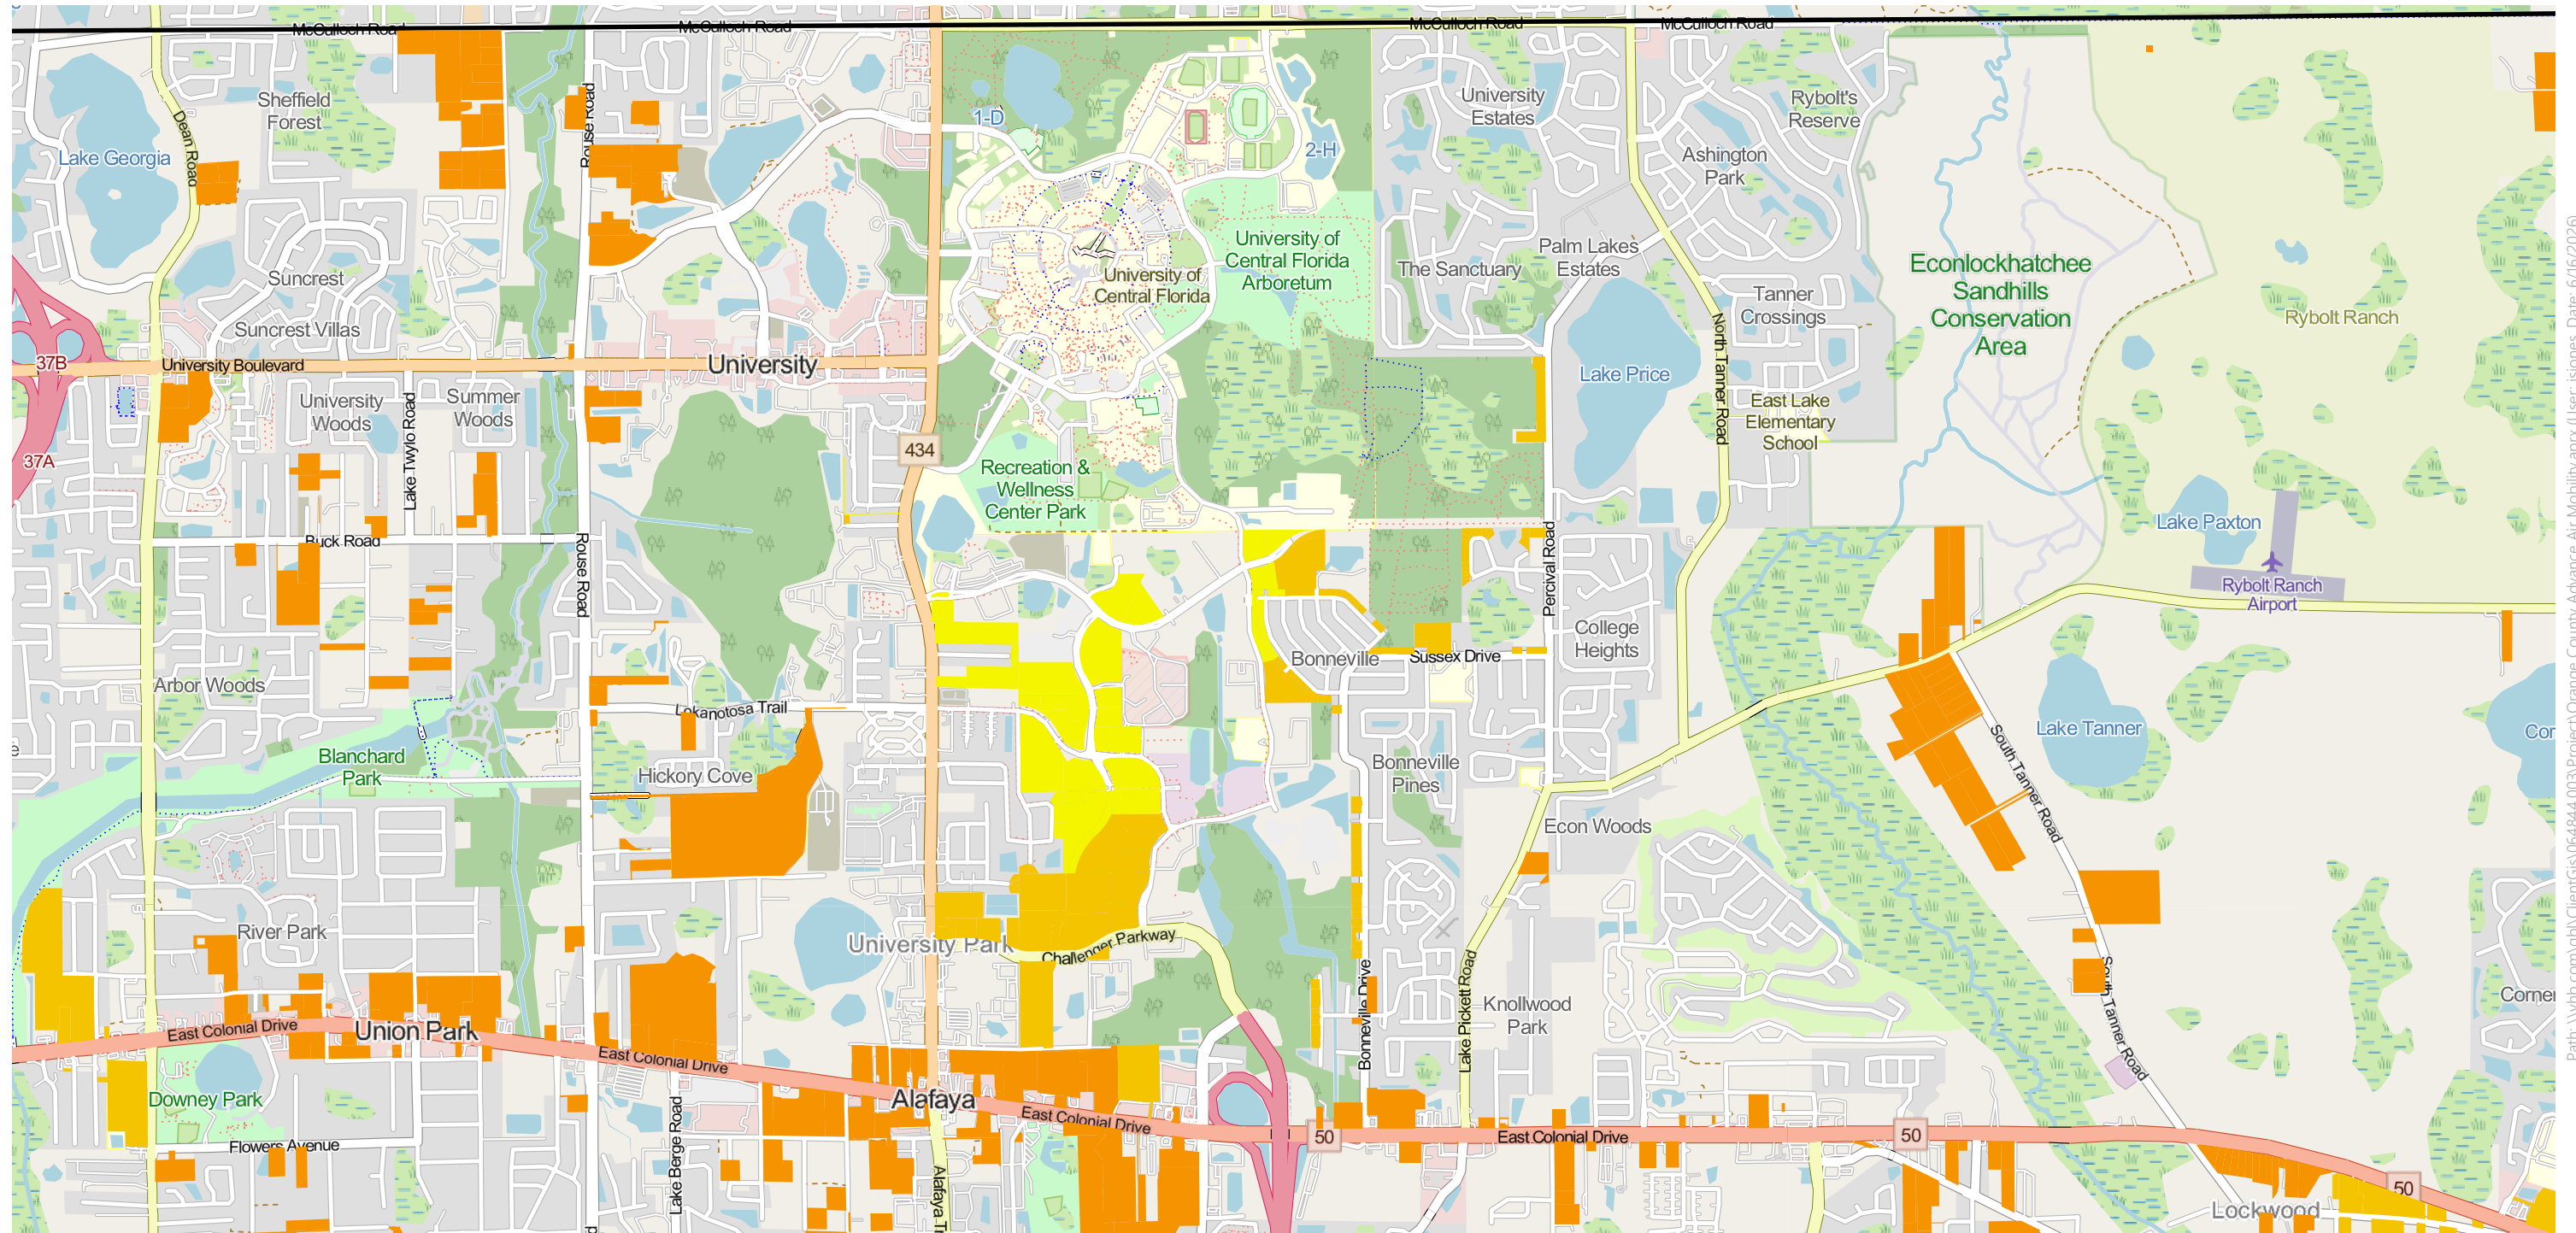 McCulloch Road
McCulloch Road
McCulloch Road
McCulloch Road
Sheffield
Forest
Dean Road
Rouse Road
Lake Georgia
1-D
2-H
University
Estates
Rybolt's
Reserve
Ashington
Park
University of
Central Florida
Arboretum
University of
Central Florida
The Sanctuary
Palm Lakes
Estates
Econlockhatchee
Sandhills
Conservation
Area
Suncrest
Suncrest Villas
Tanner
Crossings
Rybolt Ranch
North Tanner Road
37B
University Boulevard
University
Lake Price
University
Woods
Lake Twylo Road
Summer
Woods
East Lake
Elementary
School
434
37A
Recreation &
Wellness
Center Park
Lake Paxton
Buck Road
Rouse Road
Percival Road
Rybolt Ranch
Airport
College
Heights
Bonneville
Sussex Drive
Arbor Woods
Lokanotosa Trail
Lake Tanner
Cor
South Tanner Road
Blanchard
Park
Hickory Cove
Bonneville
Pines
Econ Woods
River Park
University Park
Challenger Parkway
Bonneville Drive
Lake Pickett Road
Knollwood
Park
South Tanner Road
Corner
East Colonial Drive
Union Park
East Colonial Drive
Downey Park
Alafaya
East Colonial Drive
50
East Colonial Drive
50
Flowers Avenue
Lake Berge Road
Alafaya Tr
50
Lockwood